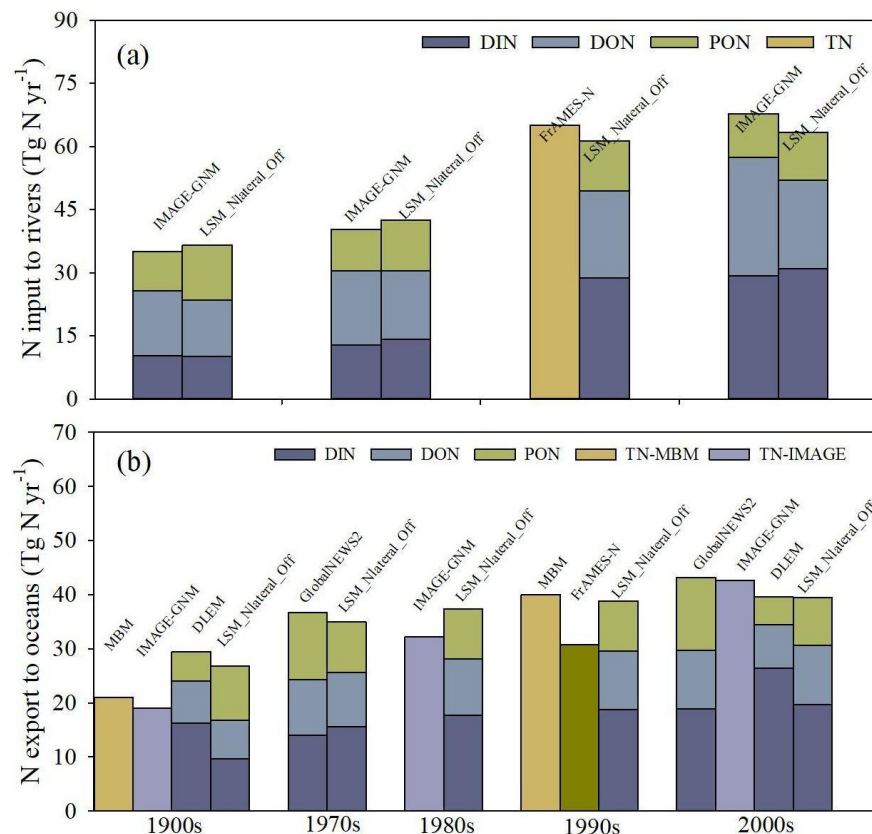 N input to rivers (Tg N yr-1)
90
75
60
45
30
15
0
(a)
DIN DON PON TN
IMAGE-GNM LSM_Nlateral_Off
IMAGE-GNM LSM_Nlateral_Off
FrAMES-N LSM_Nlateral_Off
IMAGE-GNM LSM_Nlateral_Off
N export to oceans (Tg N yr-1)
70
60
50
40
30
20
10
0
(b)
DIN DON PON TN-MBM TN-IMAGE
MBM IMAGE-GNM DLEM LSM_Nlateral_Off
GlobalNEWS2 LSM_Nlateral_Off
IMAGE-GNM LSM_Nlateral_Off
MBM FrAMES-N LSM_Nlateral_Off
GlobalNEWS2 IMAGE-GNM DLEM LSM_Nlateral_Off
1900s 1970s 1980s 1990s 2000s